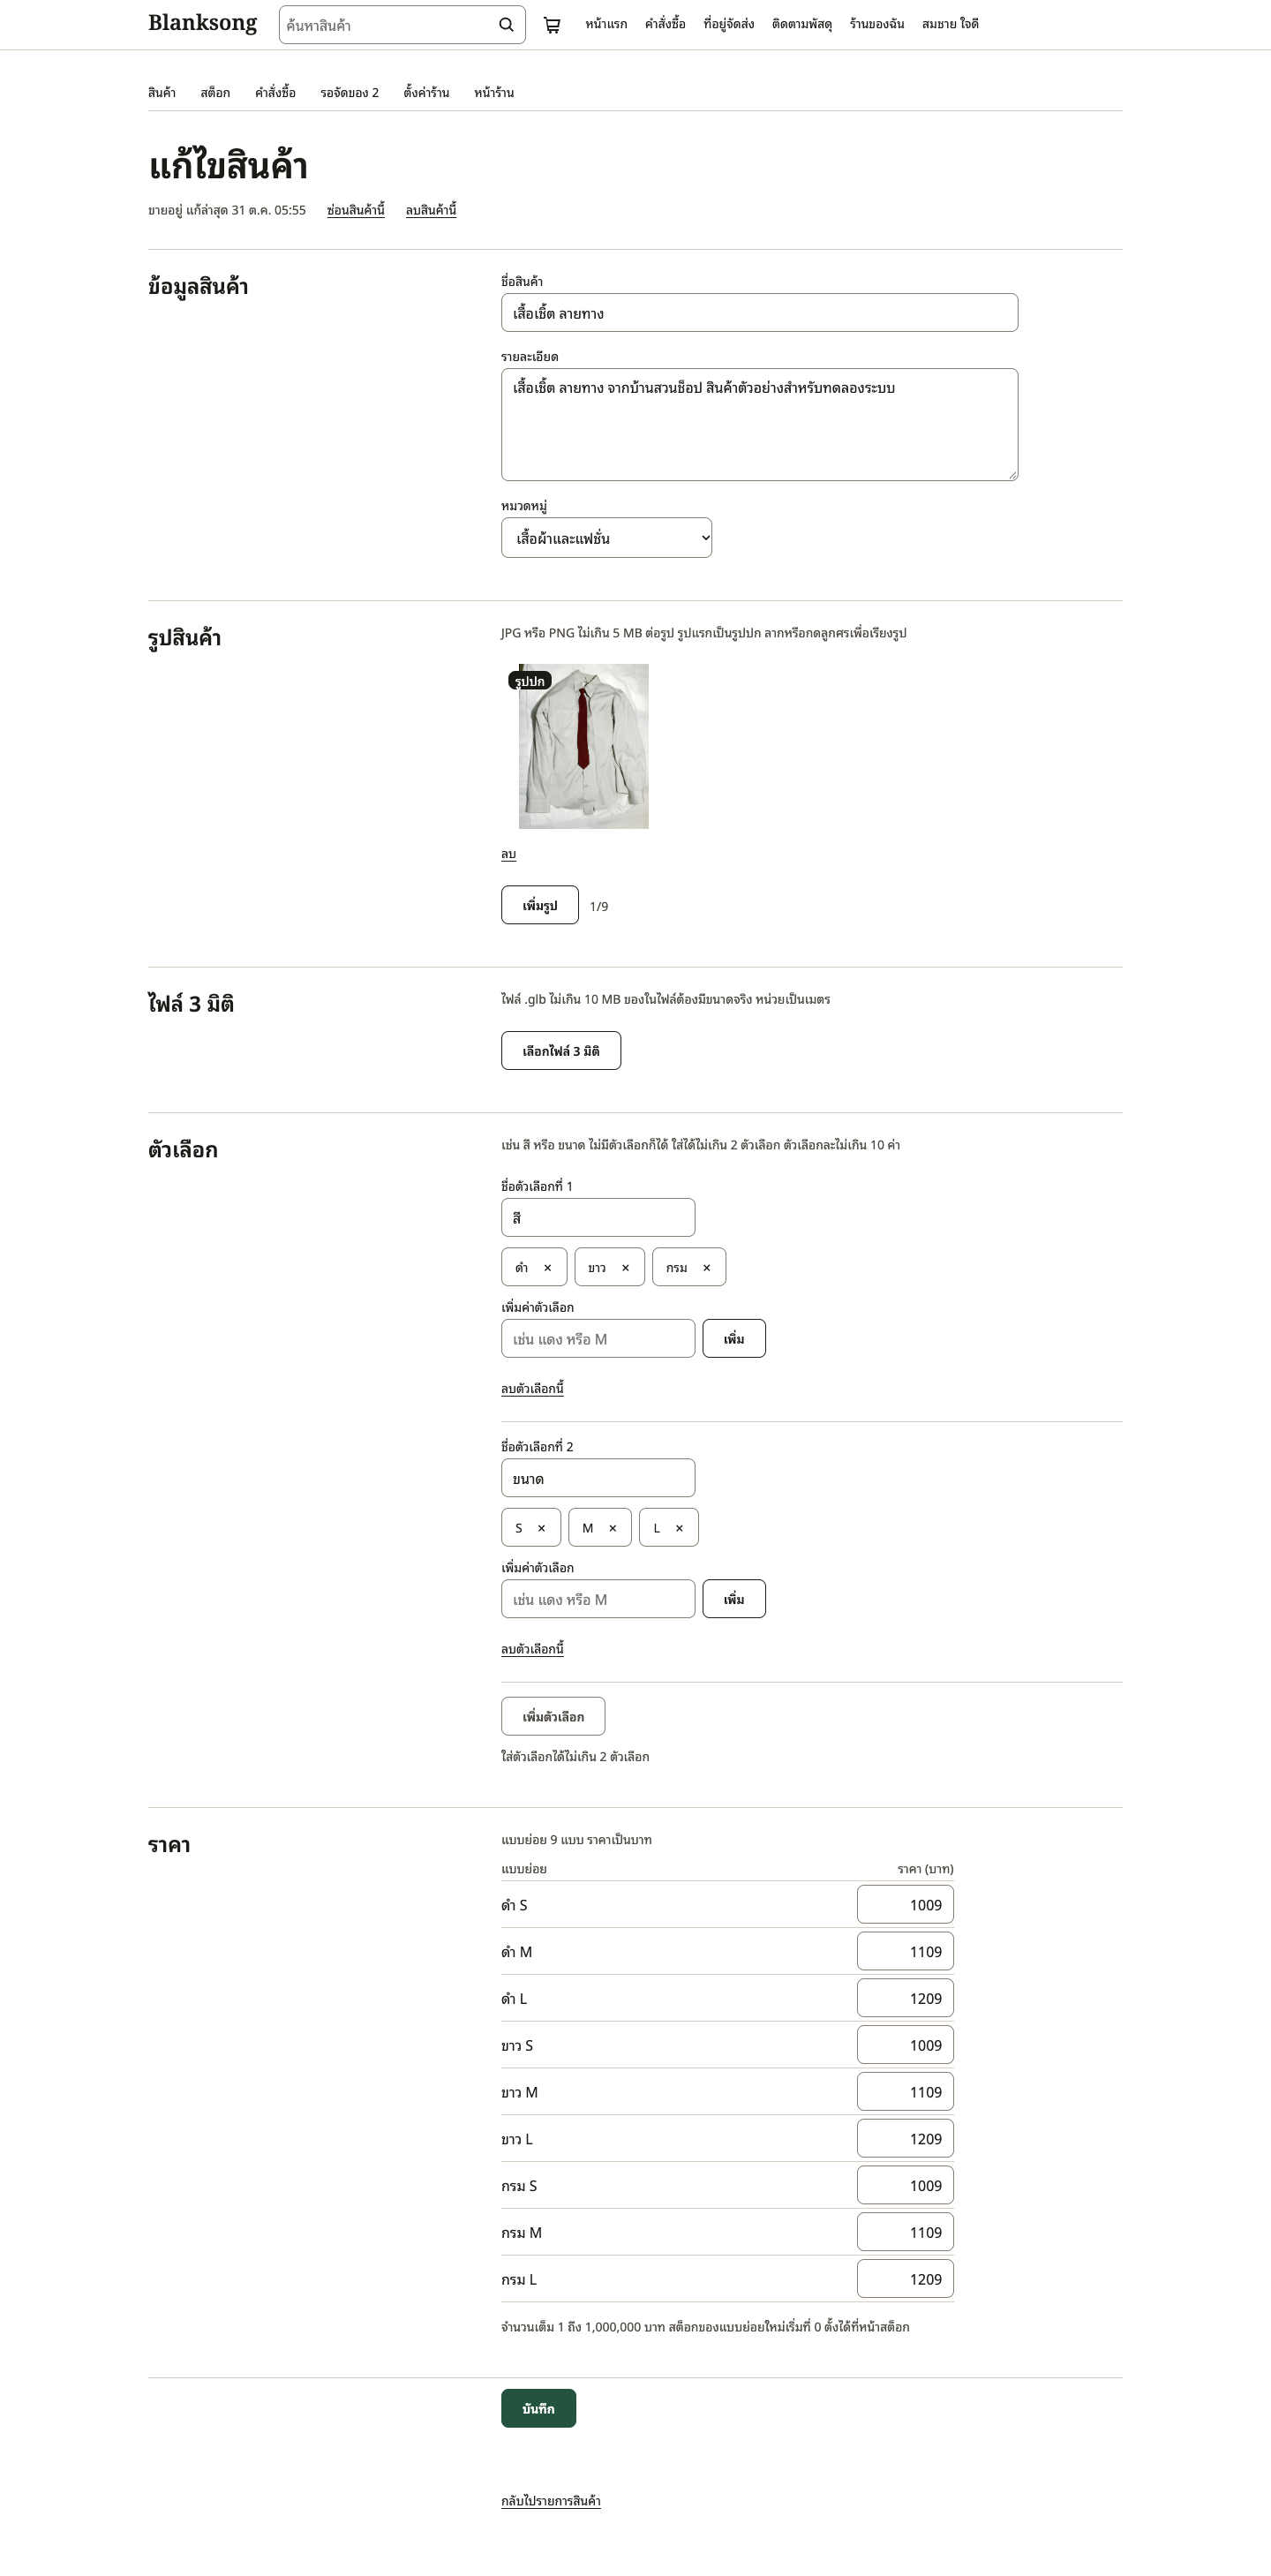 Blanksong
ค้นหาสินค้า
หน้าแรก คำสั่งซื้อ ที่อยู่จัดส่ง ติดตามพัสดุ ร้านของฉัน สมชาย ใจดี
สินค้า สต็อก คำสั่งซื้อ รอจัดของ 2 ตั้งค่าร้าน หน้าร้าน
แก้ไขสินค้า
ขายอยู่ แก้ล่าสุด 31 ต.ค. 05:55 ซ่อนสินค้านี้ ลบสินค้านี้
ข้อมูลสินค้า
ชื่อสินค้า
เสื้อเชิ้ต ลายทาง
รายละเอียด
เสื้อเชิ้ต ลายทาง จากบ้านสวนช็อป สินค้าตัวอย่างสำหรับทดลองระบบ
หมวดหมู่
เสื้อผ้าและแฟชั่น
รูปสินค้า
JPG หรือ PNG ไม่เกิน 5 MB ต่อรูป รูปแรกเป็นรูปปก ลากหรือกดลูกศรเพื่อเรียงรูป
รูปปก
ลบ
เพิ่มรูป 1/9
ไฟล์ 3 มิติ
ไฟล์ .glb ไม่เกิน 10 MB ของในไฟล์ต้องมีขนาดจริง หน่วยเป็นเมตร
เลือกไฟล์ 3 มิติ
ตัวเลือก
เช่น สี หรือ ขนาด ไม่มีตัวเลือกก็ได้ ใส่ได้ไม่เกิน 2 ตัวเลือก ตัวเลือกละไม่เกิน 10 ค่า
ชื่อตัวเลือกที่ 1
สี
ดำ × ขาว × กรม ×
เพิ่มค่าตัวเลือก
เช่น แดง หรือ M เพิ่ม
ลบตัวเลือกนี้
ชื่อตัวเลือกที่ 2
ขนาด
S × M × L ×
เพิ่มค่าตัวเลือก
เช่น แดง หรือ M เพิ่ม
ลบตัวเลือกนี้
เพิ่มตัวเลือก
ใส่ตัวเลือกได้ไม่เกิน 2 ตัวเลือก
ราคา
แบบย่อย 9 แบบ ราคาเป็นบาท
แบบย่อย ราคา (บาท)
ดำ S 1009
ดำ M 1109
ดำ L 1209
ขาว S 1009
ขาว M 1109
ขาว L 1209
กรม S 1009
กรม M 1109
กรม L 1209
จำนวนเต็ม 1 ถึง 1,000,000 บาท สต็อกของแบบย่อยใหม่เริ่มที่ 0 ตั้งได้ที่หน้าสต็อก
บันทึก
กลับไปรายการสินค้า